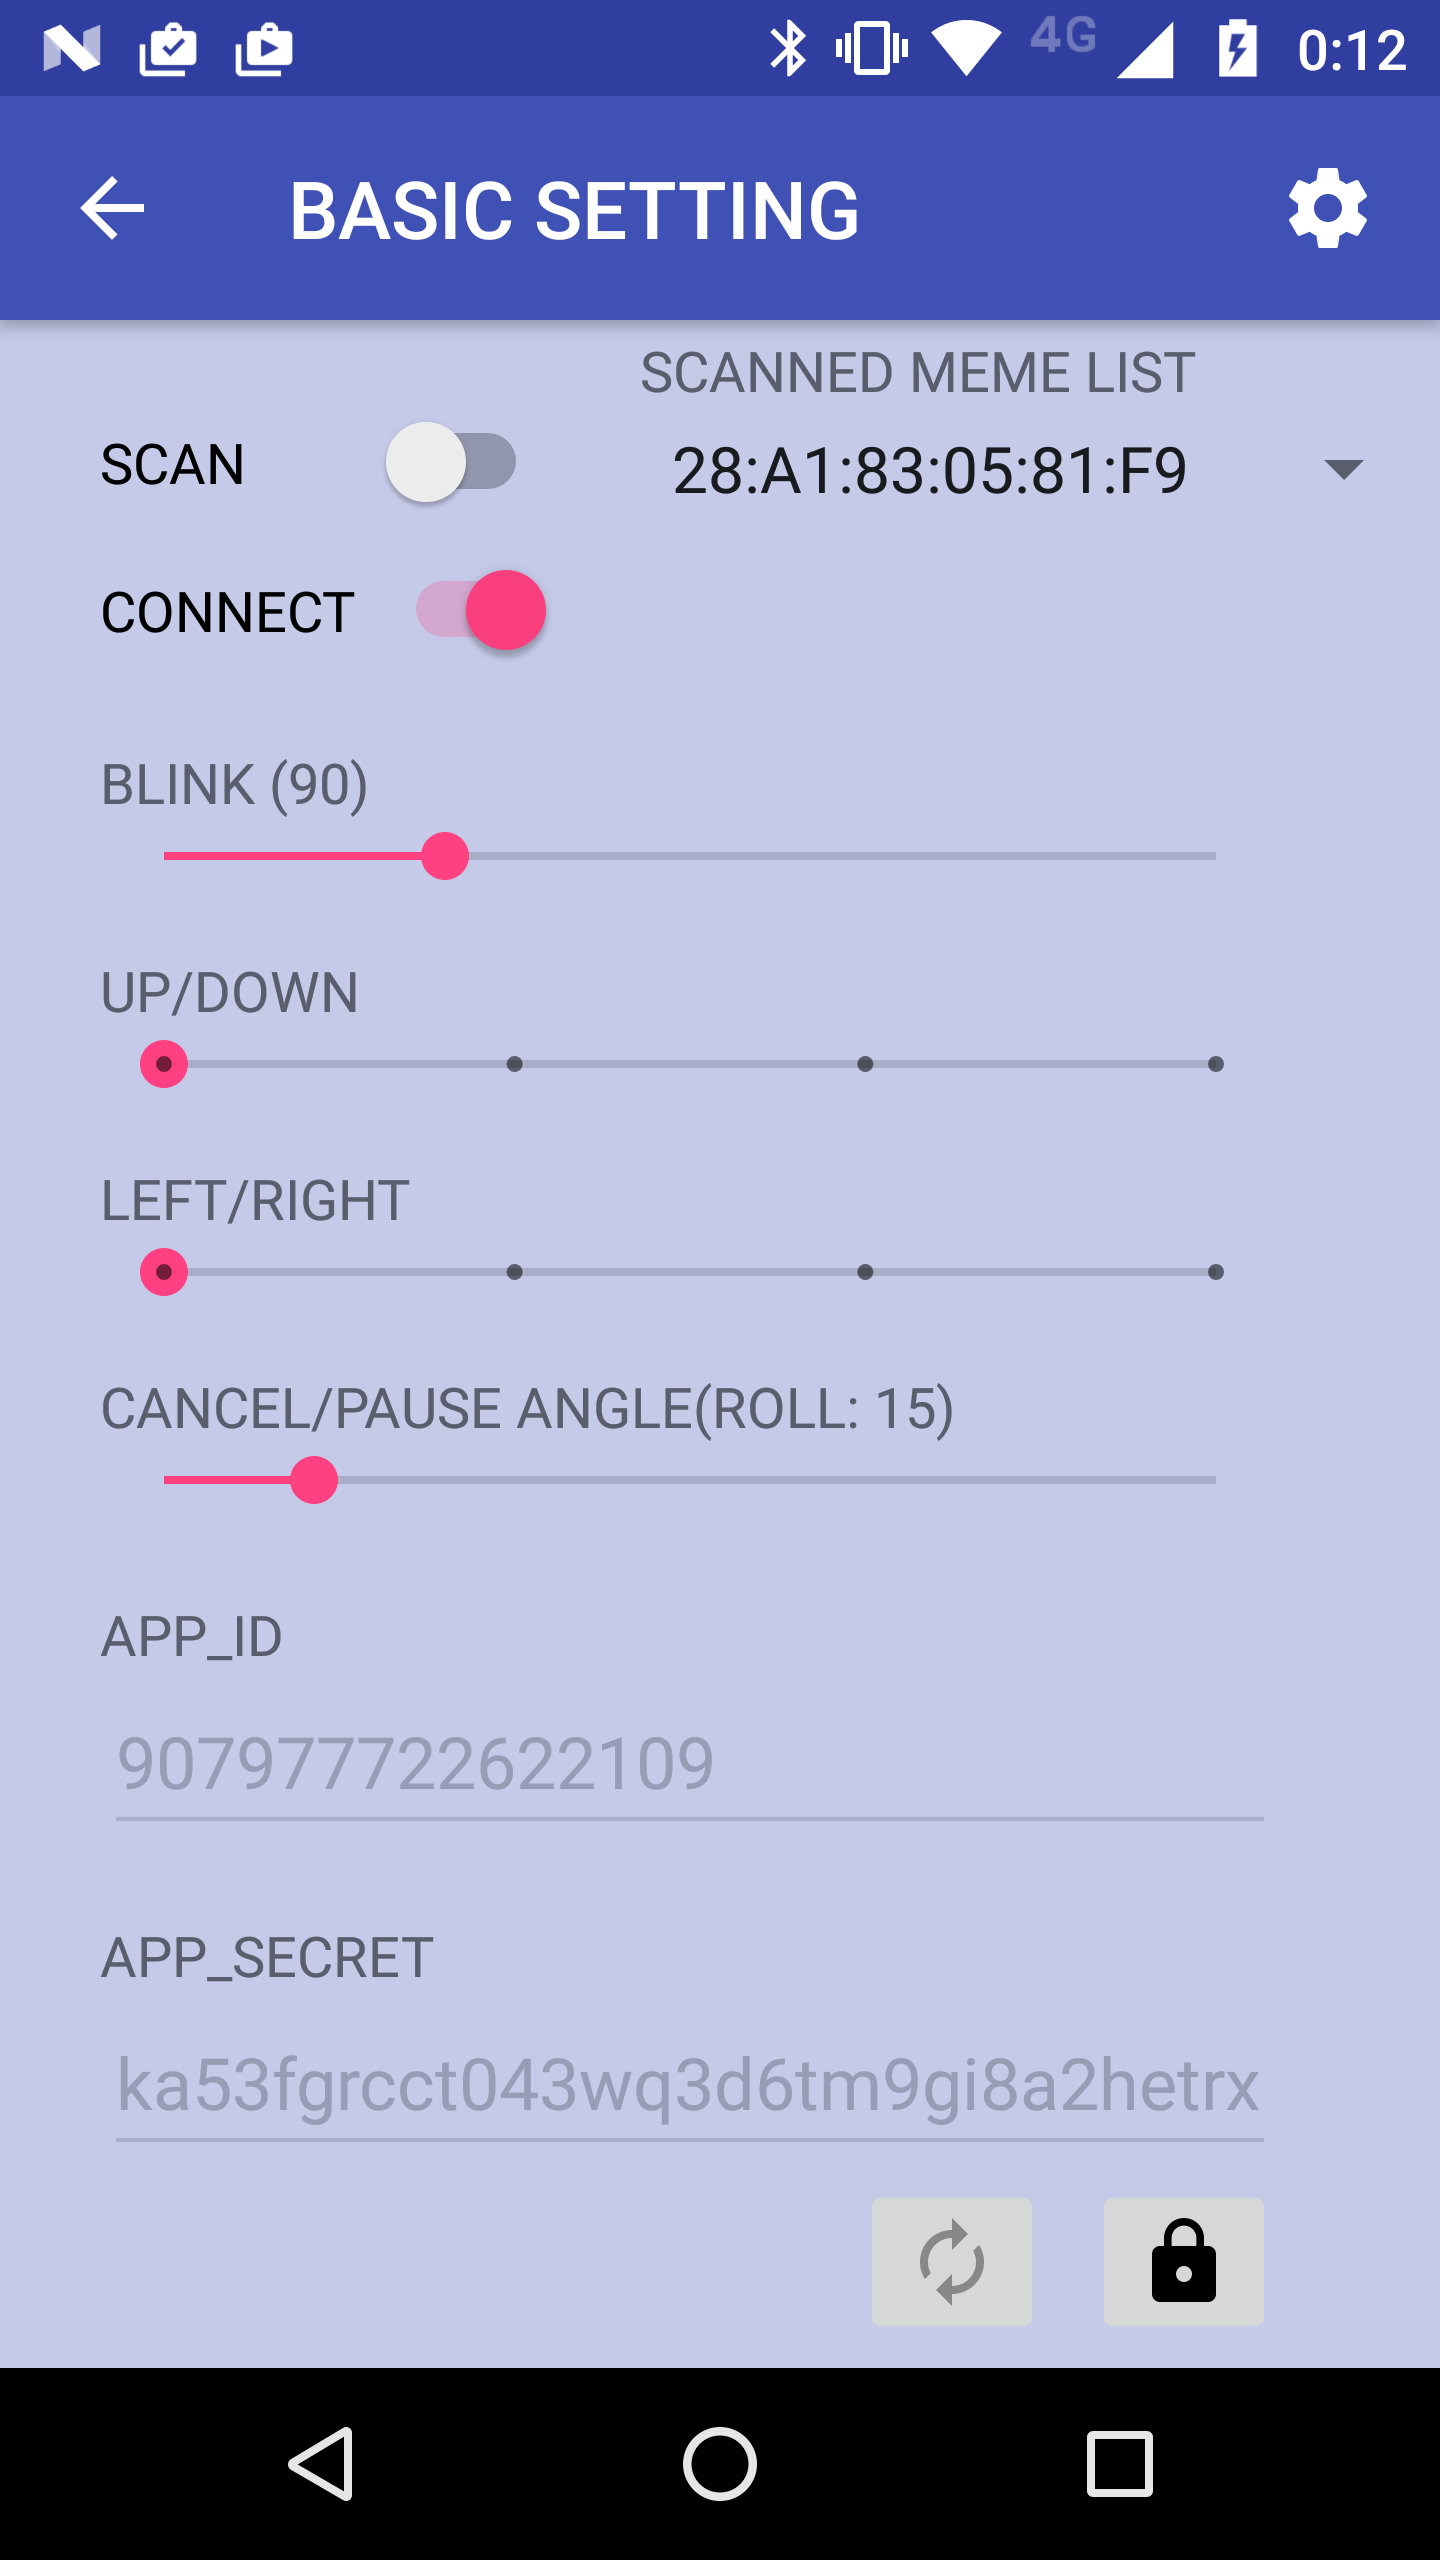 4G 0:12
BASIC SETTING
SCANNED MEME LIST
SCAN
28:A1:83:05:81:F9
CONNECT
BLINK (90)
UP/DOWN
LEFT/RIGHT
CANCEL/PAUSE ANGLE(ROLL: 15)
APP_ID
907977722622109
APP_SECRET
ka53fgrcct043wq3d6tm9gi8a2hetrx